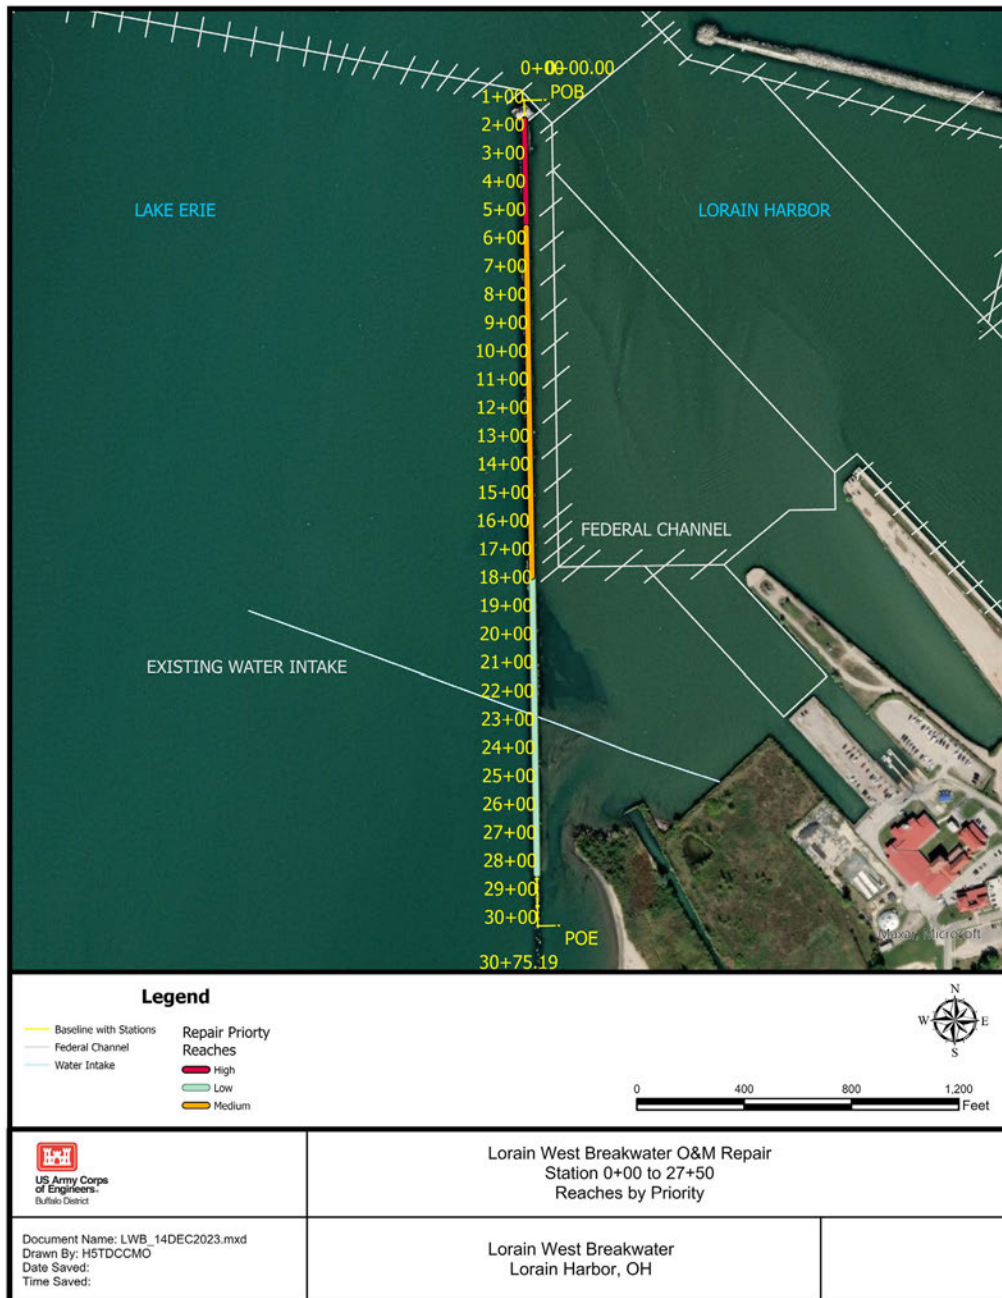 0+00
0+00.00
POB
1+00
2+00
3+00
4+00
5+00
6+00
7+00
8+00
9+00
10+00
11+00
12+00
13+00
14+00
15+00
16+00
17+00
18+00
19+00
20+00
21+00
22+00
23+00
24+00
25+00
26+00
27+00
28+00
29+00
30+00
POE
30+75.19
LAKE ERIE
LORAIN HARBOR
FEDERAL CHANNEL
EXISTING WATER INTAKE
Maxar, Microsoft
Legend
Baseline with Stations
Federal Channel
Water Intake
Repair Priorty
Reaches
High
Low
Medium
N
W E
S
0 400 800 1,200
Feet
US Army Corps
of Engineers®
Buffalo District
Lorain West Breakwater O&M Repair
Station 0+00 to 27+50
Reaches by Priority
Document Name: LWB_14DEC2023.mxd
Drawn By: H5TDCCMO
Date Saved:
Time Saved:
Lorain West Breakwater
Lorain Harbor, OH